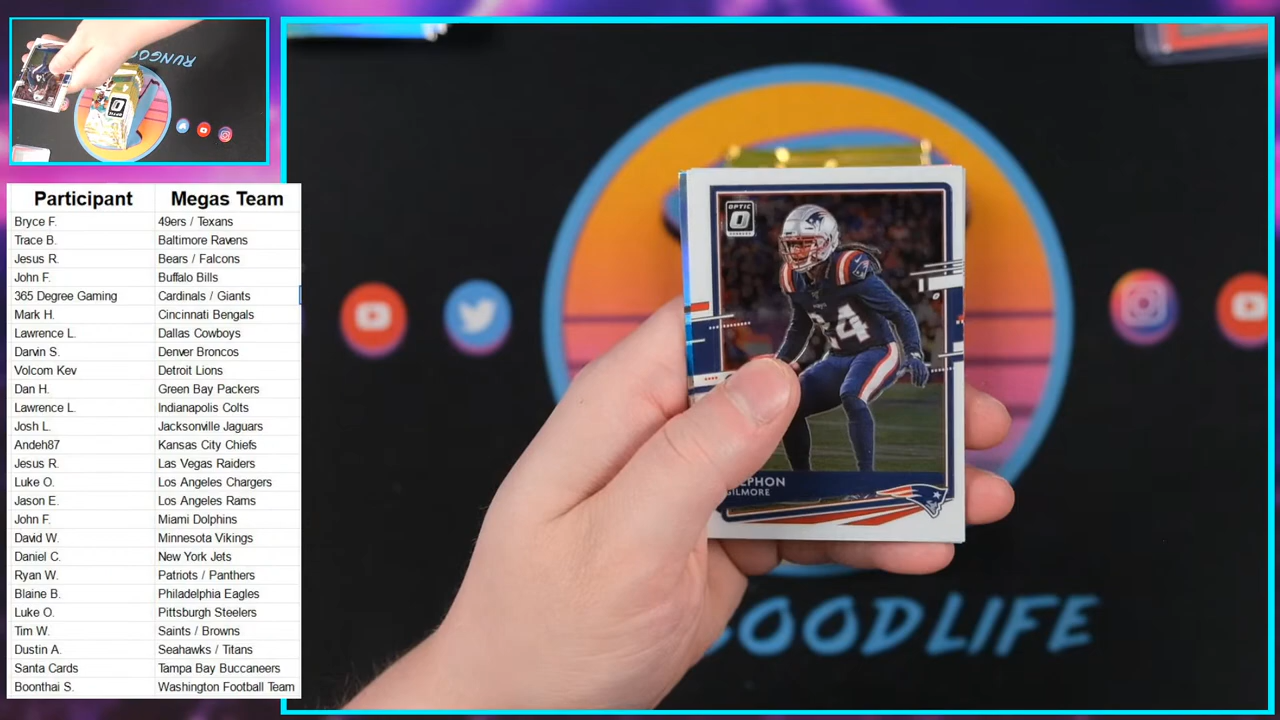 RUNGOOD
Participant Megas Team
Bryce F. 49ers / Texans
Trace B. Baltimore Ravens
Jesus R. Bears / Falcons
John F. Buffalo Bills
365 Degree Gaming Cardinals / Giants
Mark H. Cincinnati Bengals
Lawrence L. Dallas Cowboys
Darvin S. Denver Broncos
Volcom Kev Detroit Lions
Dan H. Green Bay Packers
Lawrence L. Indianapolis Colts
Josh L. Jacksonville Jaguars
Andeh87 Kansas City Chiefs
Jesus R. Las Vegas Raiders
Luke O. Los Angeles Chargers
Jason E. Los Angeles Rams
John F. Miami Dolphins
David W. Minnesota Vikings
Daniel C. New York Jets
Ryan W. Patriots / Panthers
Blaine B. Philadelphia Eagles
Luke O. Pittsburgh Steelers
Tim W. Saints / Browns
Dustin A. Seahawks / Titans
Santa Cards Tampa Bay Buccaneers
Boonthai S. Washington Football Team
OPTIC
24
EPHON
GILMORE
GOODLIFE